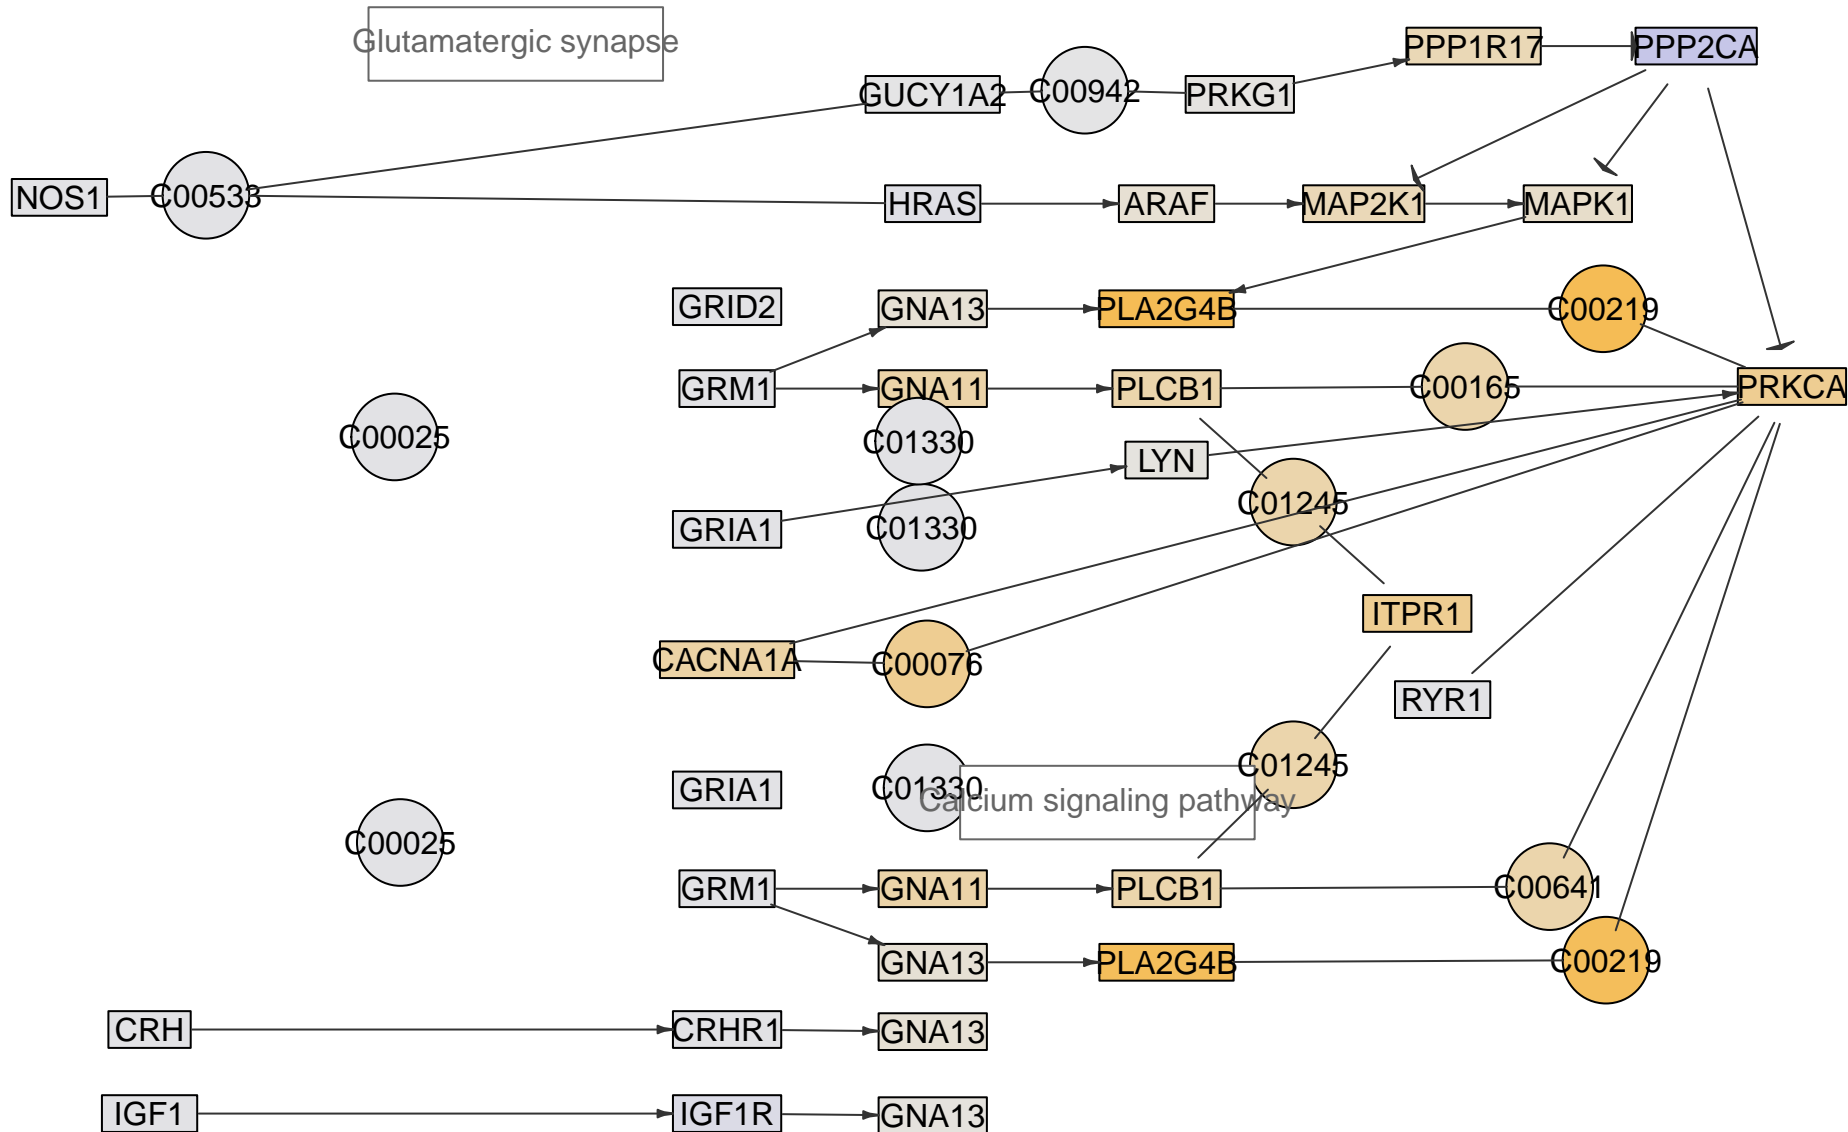 Glutamatergic synapse
PPP1R17
PPP2CA
GUCY1A2
C00942
PRKG1
NOS1
C00533
HRAS
ARAF
MAP2K1
MAPK1
GRID2
GNA13
PLA2G4B
C00219
GRM1
GNA11
PLCB1
C00165
PRKCA
C00025
C01330
LYN
C01245
GRIA1
C01330
ITPR1
CACNA1A
C00076
RYR1
C01245
GRIA1
C01330
Calcium signaling pathway
C00025
GRM1
GNA11
PLCB1
C00641
GNA13
PLA2G4B
C00219
CRH
CRHR1
GNA13
IGF1
IGF1R
GNA13